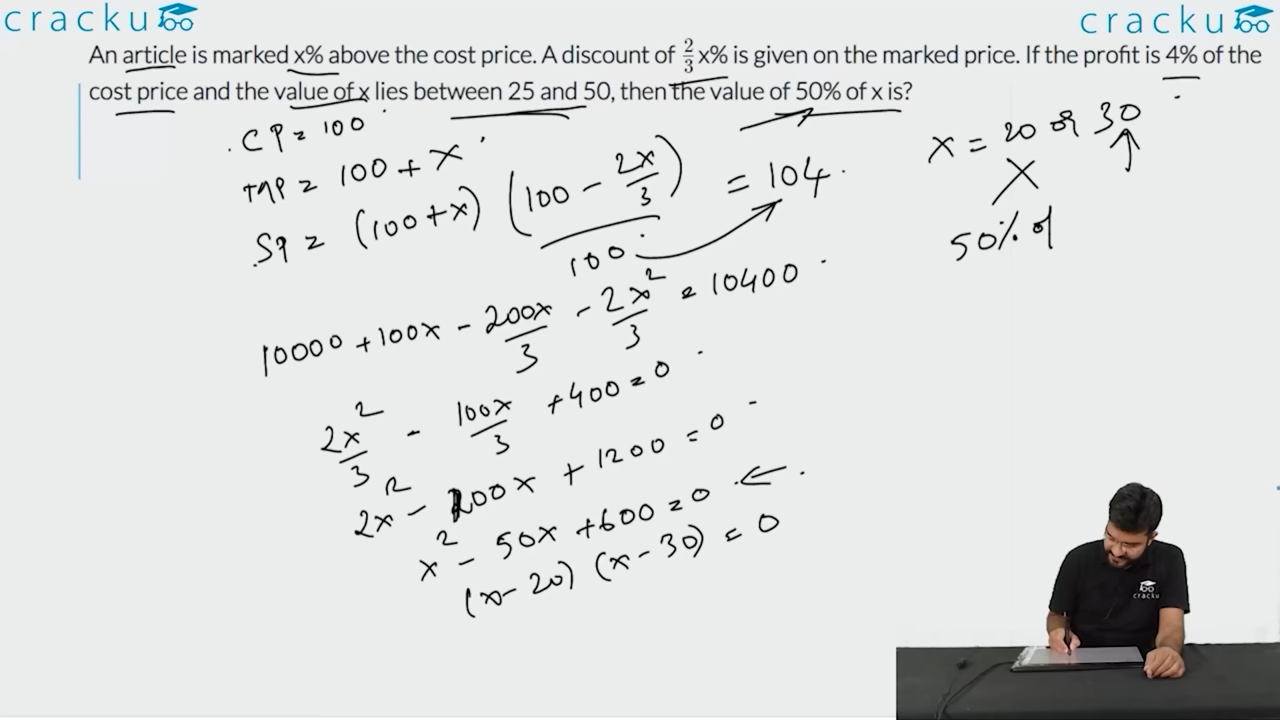 cracku
cracku
An article is marked x% above the cost price. A discount of 2/3 x% is given on the marked price. If the profit is 4% of the
cost price and the value of x lies between 25 and 50, then the value of 50% of x is?
CP = 100
MP = 100 + x
SP = (100+x) (100 - 2x/3) / 100 = 104
10000 + 100x - 200x/3 - 2x²/3 = 10400
2x²/3 - 100x/3 + 400 = 0
2x² - 100x + 1200 = 0
x² - 50x + 600 = 0 ←
(x-20) (x-30) = 0
x = 20 or 30
50% of
cracku